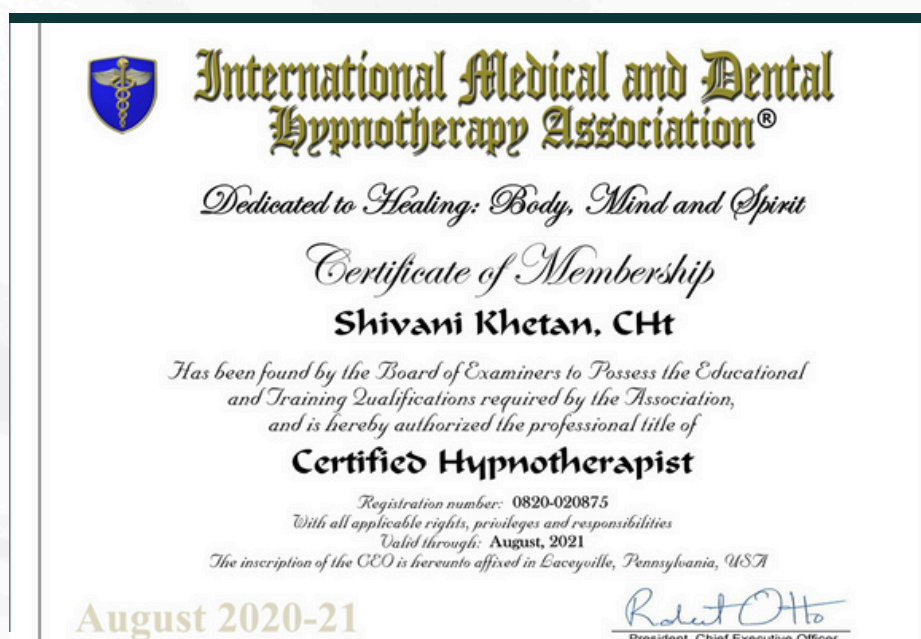 International Medical and Dental
Hypnotherapy Association®
Dedicated to Healing: Body, Mind and Spirit
Certificate of Membership
Shivani Khetan, CHt
Has been found by the Board of Examiners to Possess the Educational
and Training Qualifications required by the Association,
and is hereby authorized the professional title of
Certified Hypnotherapist
Registration number: 0820-020875
With all applicable rights, privileges and responsibilities
Valid through: August, 2021
The inscription of the CEO is hereunto affixed in Laceyville, Pennsylvania, USA
August 2020-21
Robert Otto
President, Chief Executive Officer